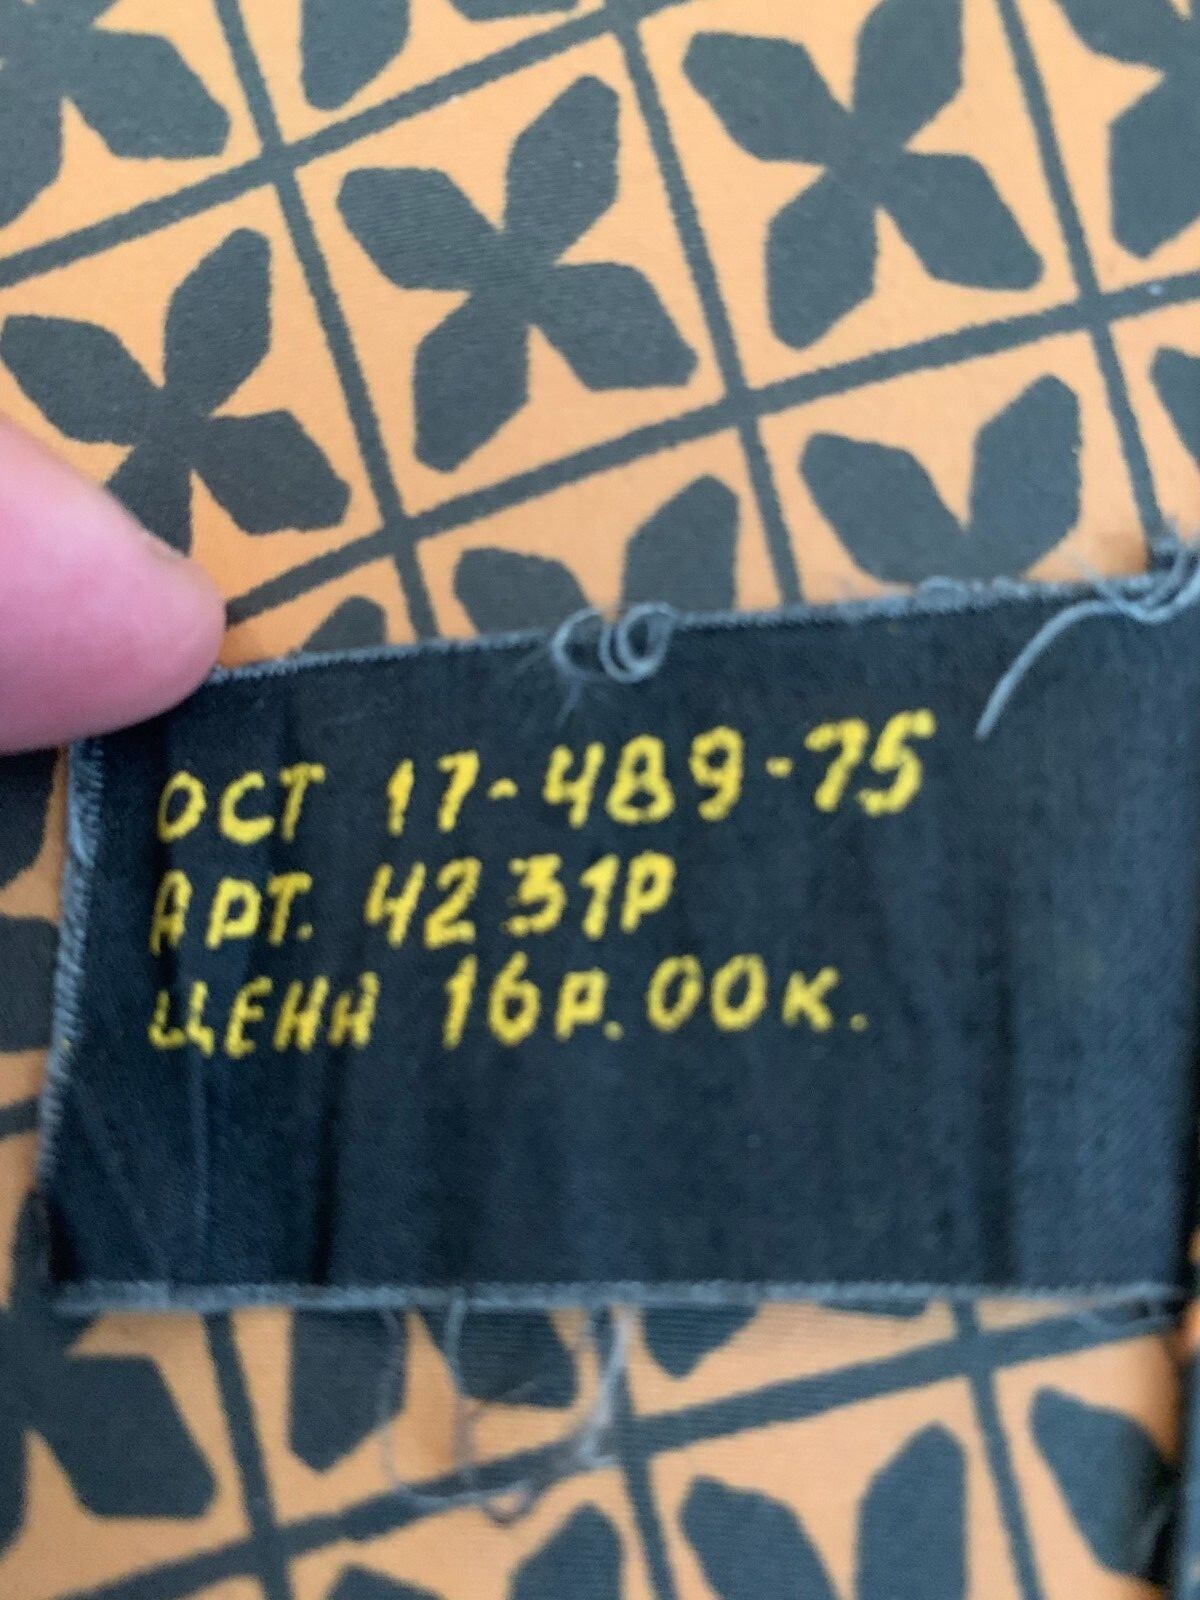 ОСТ 17-489-75
АРТ. 4231Р
ЦЕНА 16р.00к.